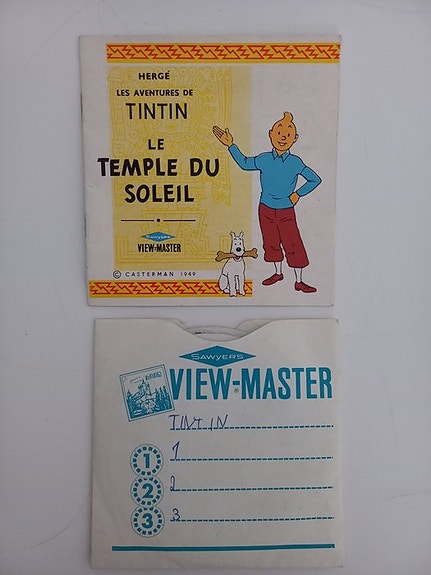 HERGÉ
LES AVENTURES DE
TINTIN
LE
TEMPLE DU
SOLEIL
SAWYER'S
VIEW-MASTER
© CASTERMAN 1949
SAWYER'S
VIEW-MASTER
TINTIN
1 1
2 2
3 3